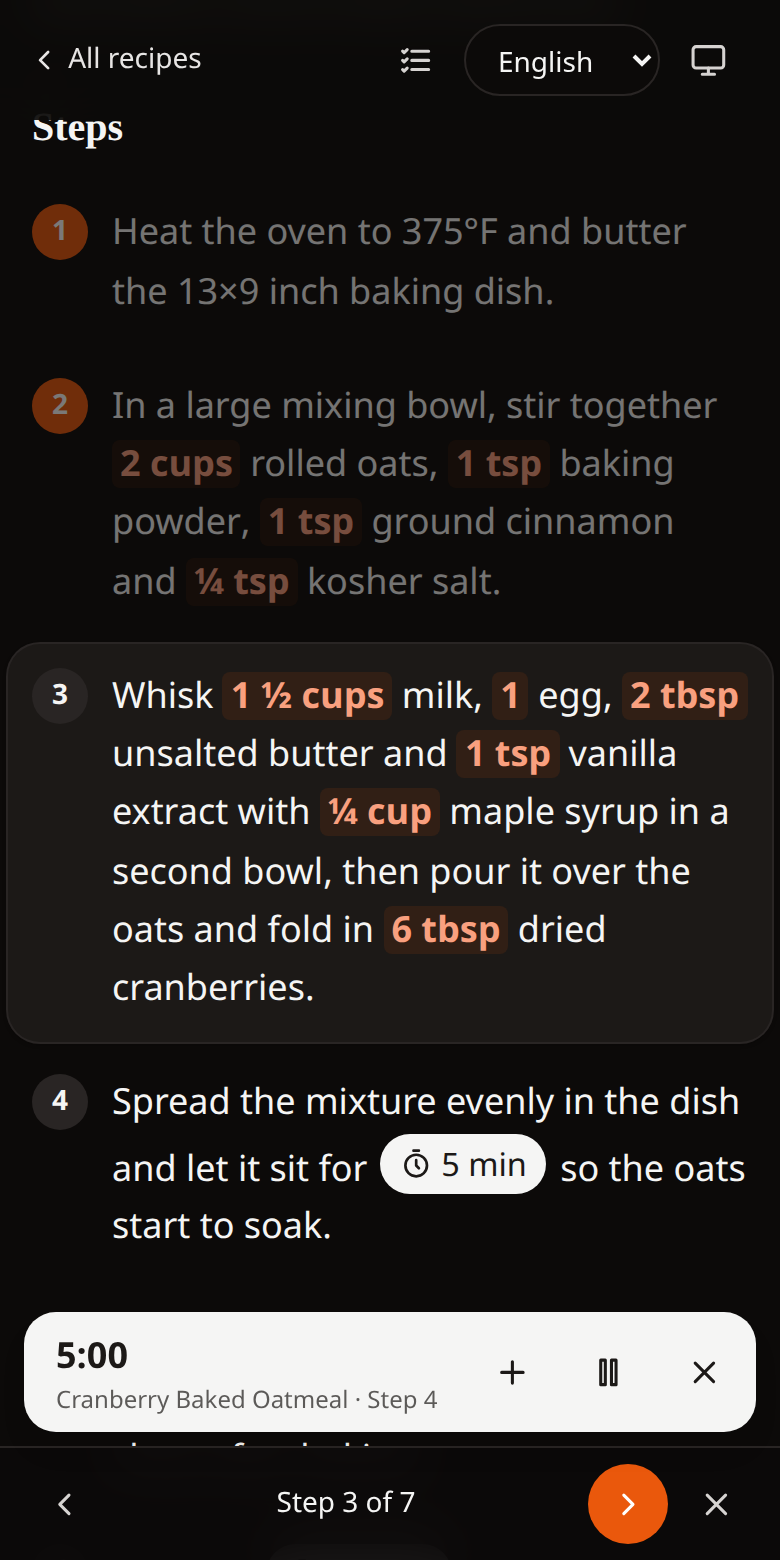 All recipes
English
Steps
1
Heat the oven to 375°F and butter
the 13×9 inch baking dish.
2
In a large mixing bowl, stir together
2 cups rolled oats, 1 tsp baking
powder, 1 tsp ground cinnamon
and ¼ tsp kosher salt.
3
Whisk 1 ½ cups milk, 1 egg, 2 tbsp
unsalted butter and 1 tsp vanilla
extract with ¼ cup maple syrup in a
second bowl, then pour it over the
oats and fold in 6 tbsp dried
cranberries.
4
Spread the mixture evenly in the dish
and let it sit for 5 min so the oats
start to soak.
5:00
Cranberry Baked Oatmeal · Step 4
Step 3 of 7